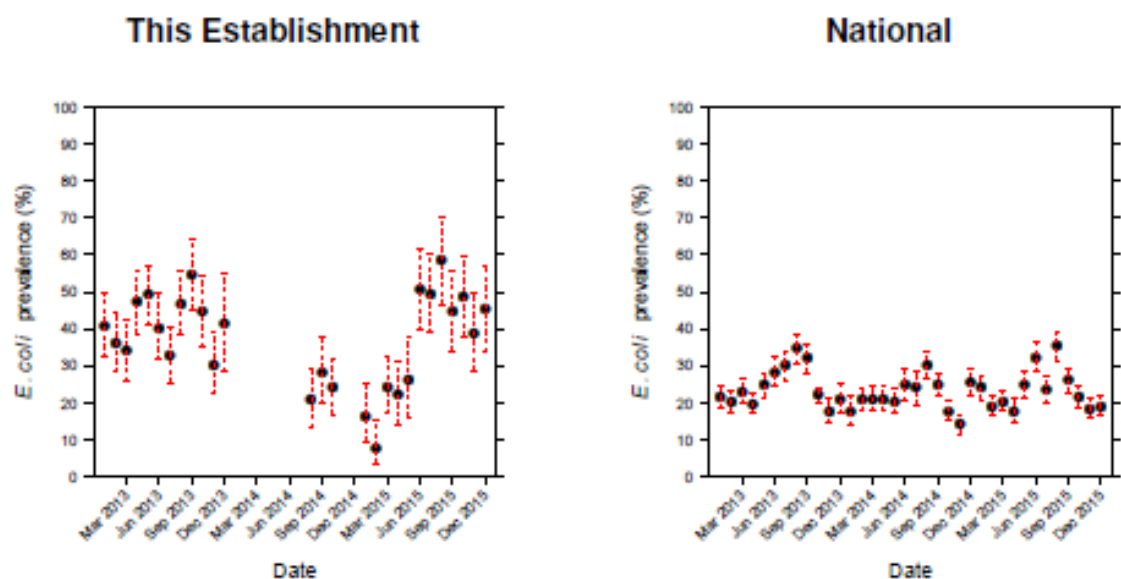 This Establishment
E. coli prevalence (%)
100
90
80
70
60
50
40
30
20
10
0
Mar 2013
Jun 2013
Sep 2013
Dec 2013
Mar 2014
Jun 2014
Sep 2014
Dec 2014
Mar 2015
Jun 2015
Sep 2015
Dec 2015
Date
National
E. coli prevalence (%)
100
90
80
70
60
50
40
30
20
10
0
Mar 2013
Jun 2013
Sep 2013
Dec 2013
Mar 2014
Jun 2014
Sep 2014
Dec 2014
Mar 2015
Jun 2015
Sep 2015
Dec 2015
Date